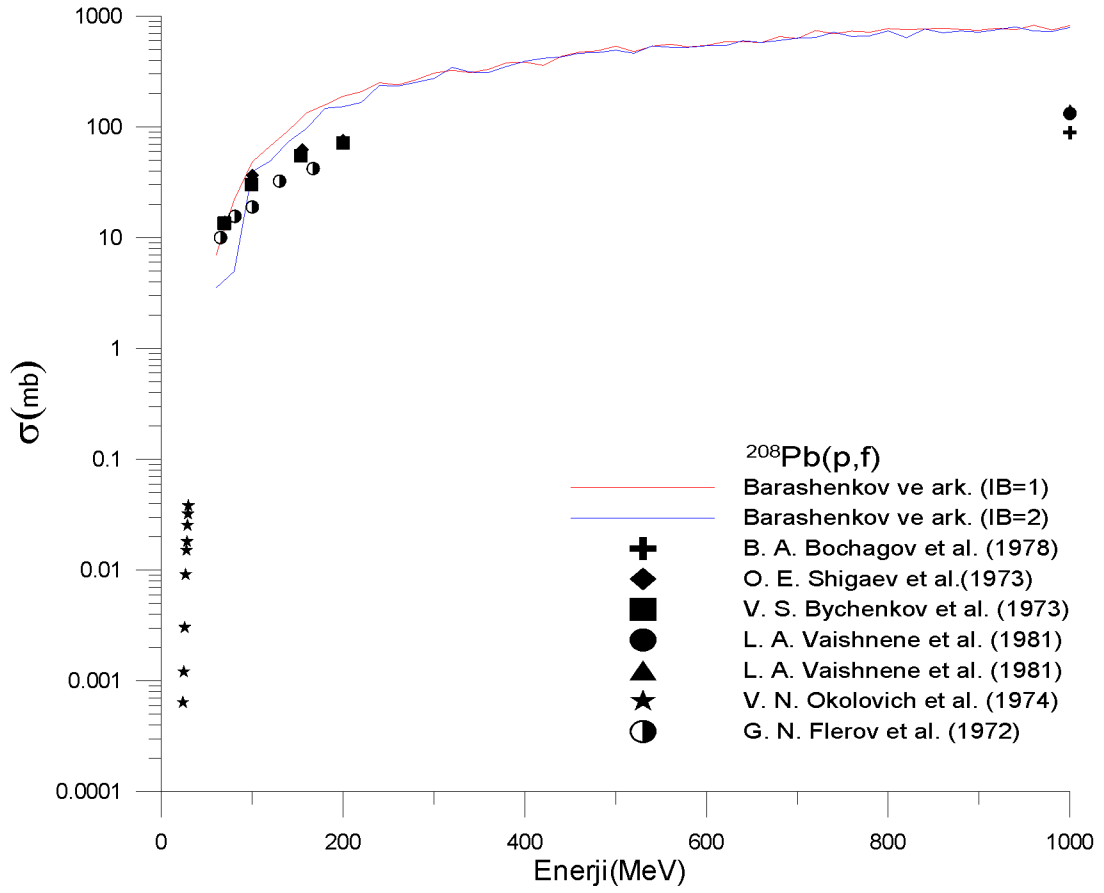 1000
100
10
1
0.1
0.01
0.001
0.0001
σ(mb)
²⁰⁸Pb(p,f)
Barashenkov ve ark. (IB=1)
Barashenkov ve ark. (IB=2)
B. A. Bochagov et al. (1978)
O. E. Shigaev et al.(1973)
V. S. Bychenkov et al. (1973)
L. A. Vaishnene et al. (1981)
L. A. Vaishnene et al. (1981)
V. N. Okolovich et al. (1974)
G. N. Flerov et al. (1972)
0 200 400 600 800 1000
Enerji(MeV)